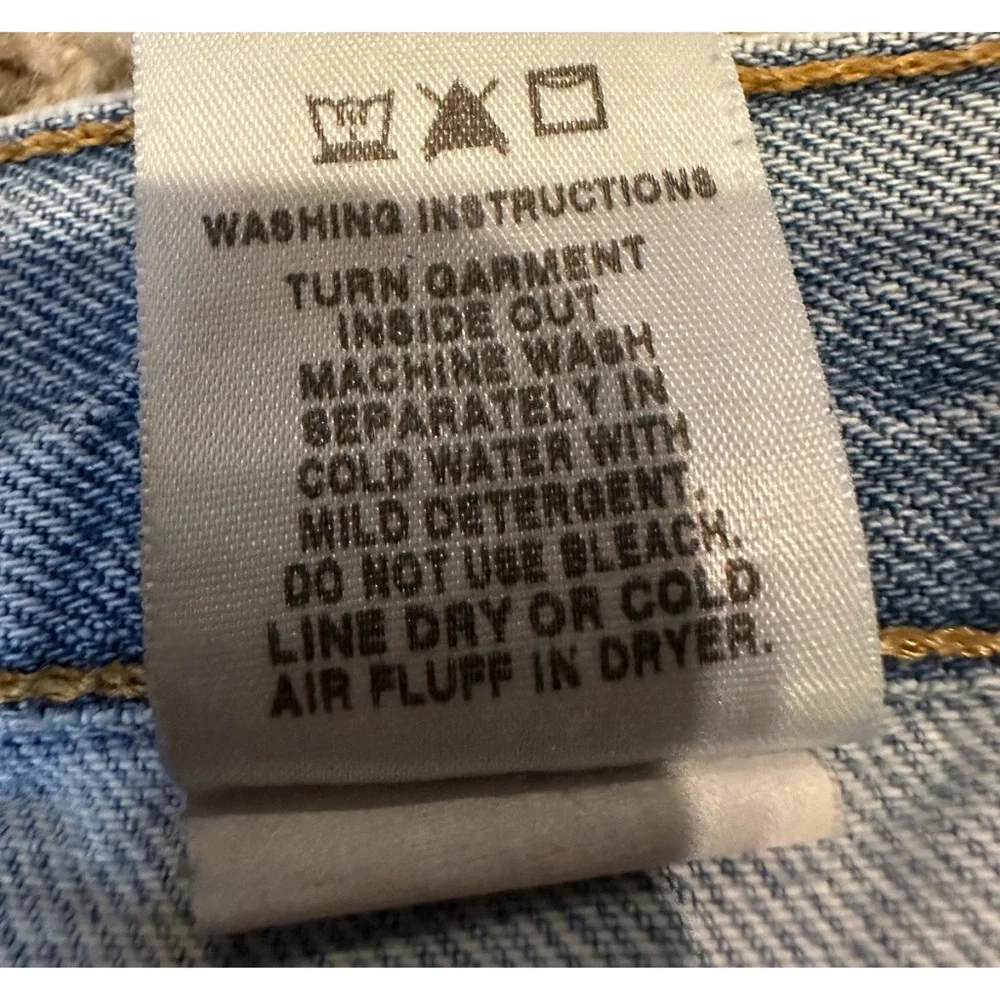 WASHING INSTRUCTIONS
TURN GARMENT
INSIDE OUT
MACHINE WASH
SEPARATELY IN
COLD WATER WITH
MILD DETERGENT.
DO NOT USE BLEACH.
LINE DRY OR COLD
AIR FLUFF IN DRYER.